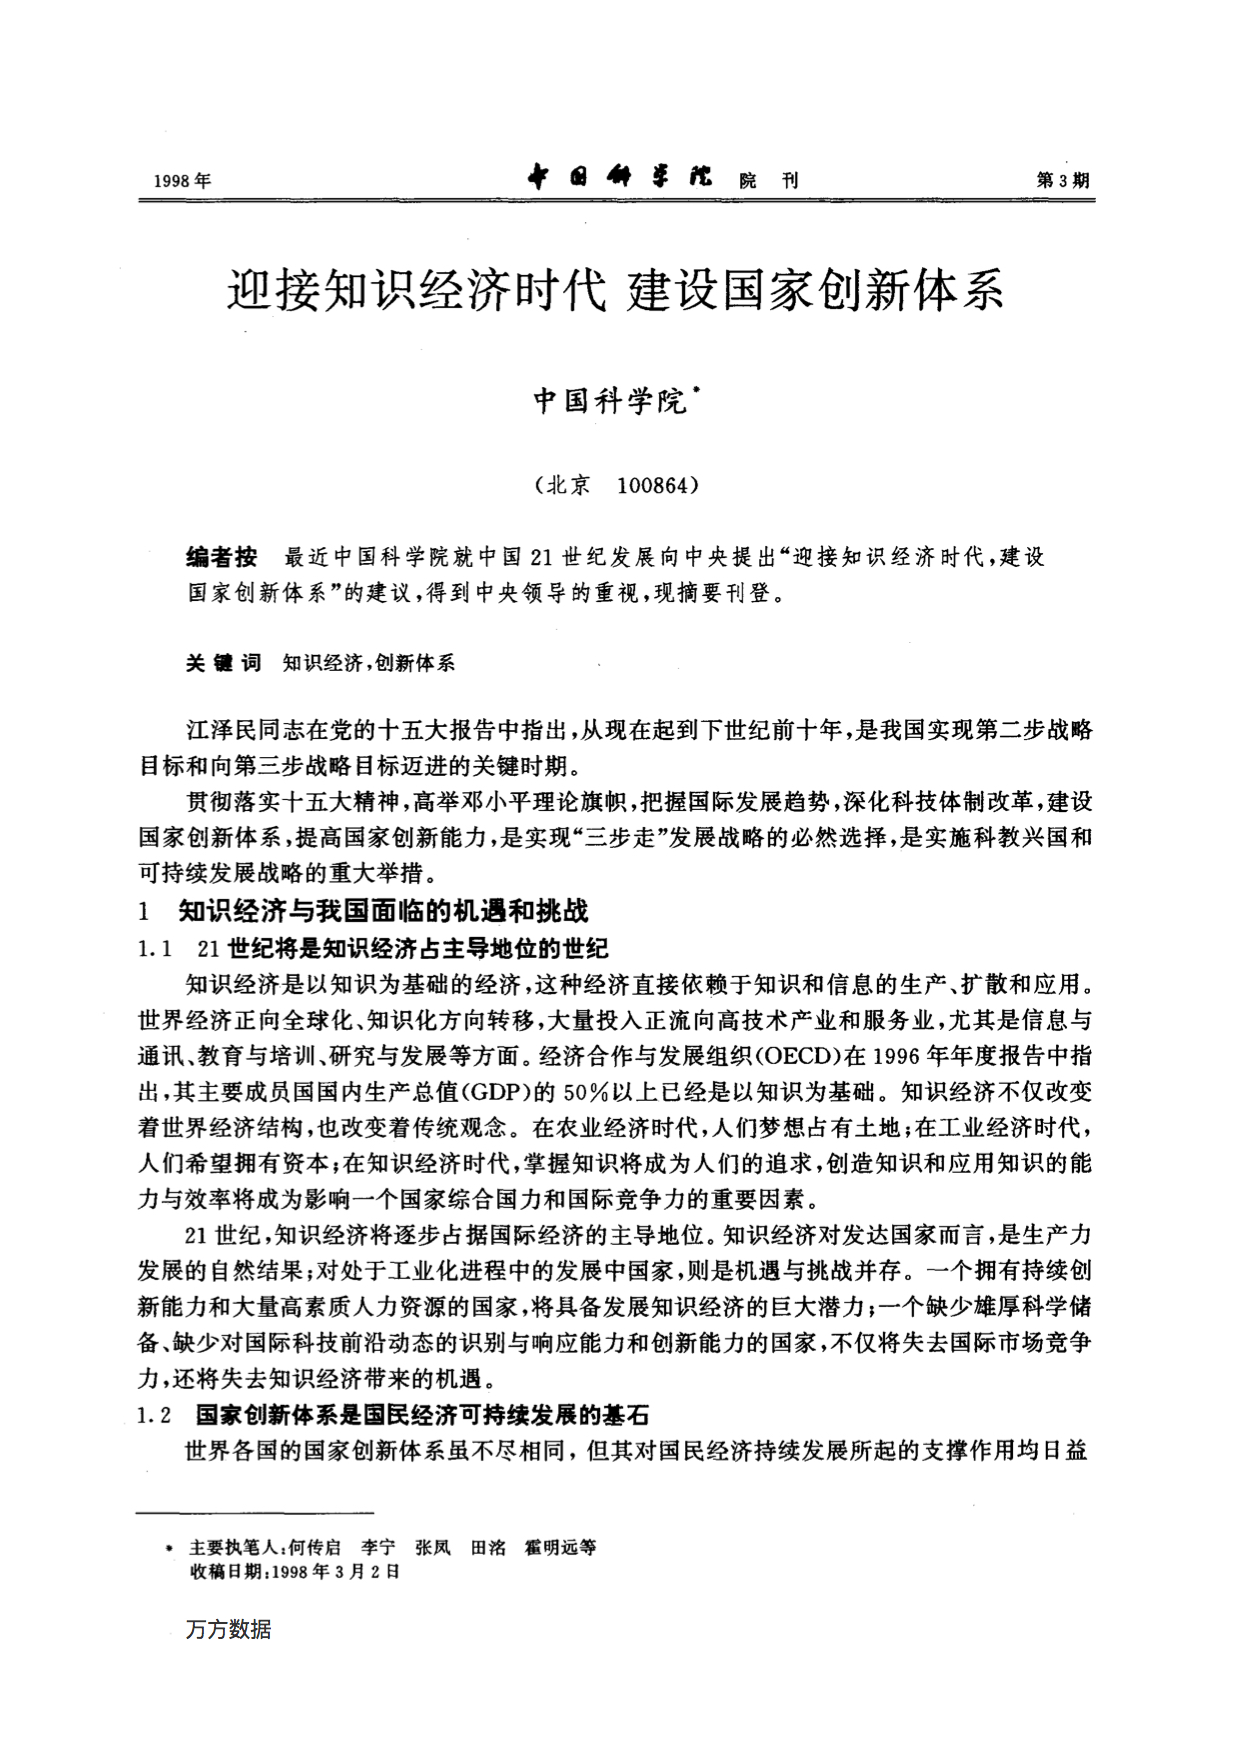 1998 年 中国科学院 院 刊 第 3 期
迎接知识经济时代 建设国家创新体系
中国科学院*
(北京 100864)
编者按 最近中国科学院就中国 21 世纪发展向中央提出“迎接知识经济时代,建设
国家创新体系”的建议,得到中央领导的重视,现摘要刊登。
关 键 词 知识经济,创新体系
江泽民同志在党的十五大报告中指出,从现在起到下世纪前十年,是我国实现第二步战略
目标和向第三步战略目标迈进的关键时期。
贯彻落实十五大精神,高举邓小平理论旗帜,把握国际发展趋势,深化科技体制改革,建设
国家创新体系,提高国家创新能力,是实现“三步走”发展战略的必然选择,是实施科教兴国和
可持续发展战略的重大举措。
1 知识经济与我国面临的机遇和挑战
1.1 21 世纪将是知识经济占主导地位的世纪
知识经济是以知识为基础的经济,这种经济直接依赖于知识和信息的生产、扩散和应用。
世界经济正向全球化、知识化方向转移,大量投入正流向高技术产业和服务业,尤其是信息与
通讯、教育与培训、研究与发展等方面。经济合作与发展组织(OECD)在 1996 年年度报告中指
出,其主要成员国国内生产总值(GDP)的 50%以上已经是以知识为基础。知识经济不仅改变
着世界经济结构,也改变着传统观念。在农业经济时代,人们梦想占有土地;在工业经济时代,
人们希望拥有资本;在知识经济时代,掌握知识将成为人们的追求,创造知识和应用知识的能
力与效率将成为影响一个国家综合国力和国际竞争力的重要因素。
21 世纪,知识经济将逐步占据国际经济的主导地位。知识经济对发达国家而言,是生产力
发展的自然结果;对处于工业化进程中的发展中国家,则是机遇与挑战并存。一个拥有持续创
新能力和大量高素质人力资源的国家,将具备发展知识经济的巨大潜力;一个缺少雄厚科学储
备、缺少对国际科技前沿动态的识别与响应能力和创新能力的国家,不仅将失去国际市场竞争
力,还将失去知识经济带来的机遇。
1.2 国家创新体系是国民经济可持续发展的基石
世界各国的国家创新体系虽不尽相同,但其对国民经济持续发展所起的支撑作用均日益
* 主要执笔人:何传启 李宁 张凤 田洺 霍明远等
收稿日期:1998 年 3 月 2 日
万方数据